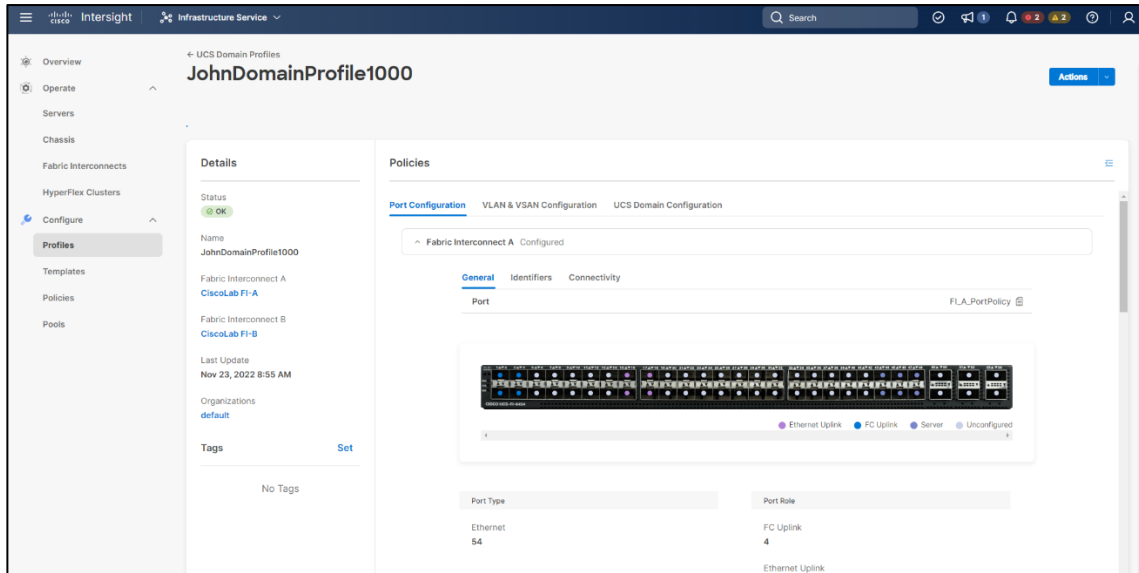 cisco Intersight
Infrastructure Service
Search
1
2
2
Overview
Operate
Servers
Chassis
Fabric Interconnects
HyperFlex Clusters
Configure
Profiles
Templates
Policies
Pools
← UCS Domain Profiles
JohnDomainProfile1000
Actions
Details
Status
OK
Name
JohnDomainProfile1000
Fabric Interconnect A
CiscoLab FI-A
Fabric Interconnect B
CiscoLab FI-B
Last Update
Nov 23, 2022 8:55 AM
Organizations
default
Tags
Set
No Tags
Policies
Port Configuration VLAN & VSAN Configuration UCS Domain Configuration
Fabric Interconnect A Configured
General Identifiers Connectivity
Port FI_A_PortPolicy
Ethernet Uplink FC Uplink Server Unconfigured
Port Type Port Role
Ethernet FC Uplink
54 4
Ethernet Uplink